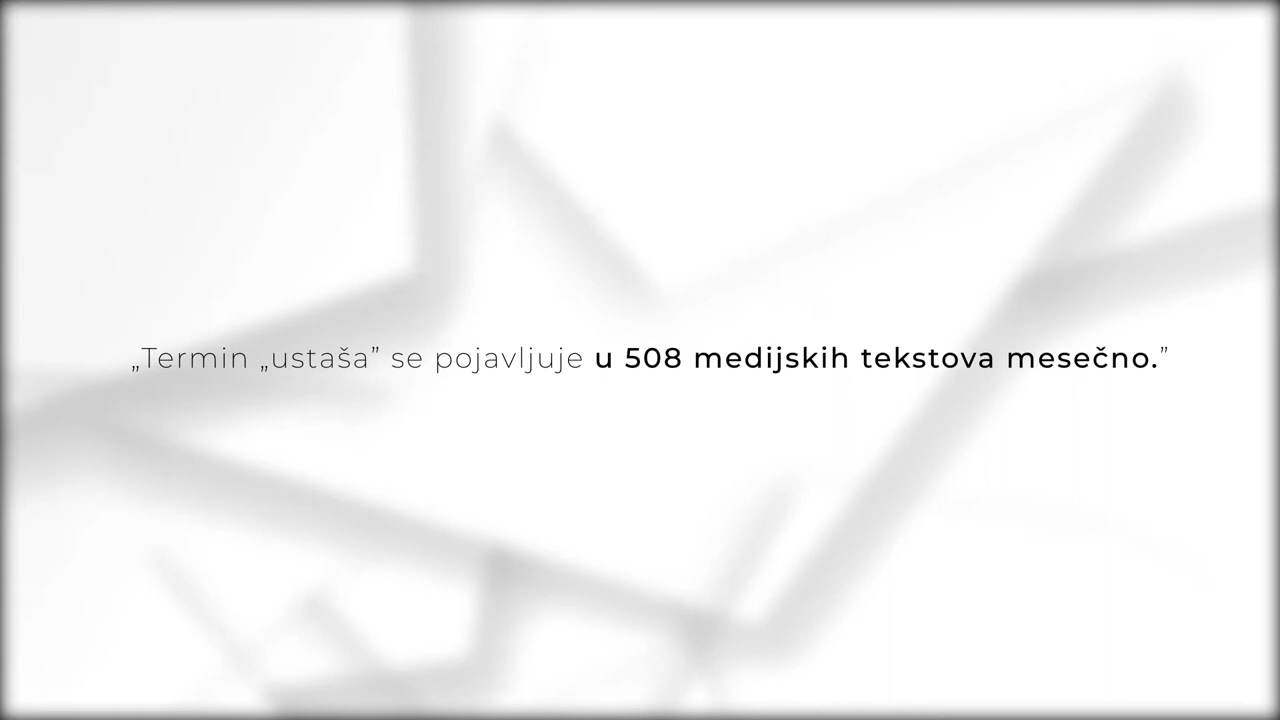 „Termin „ustaša” se pojavljuje u 508 medijskih tekstova mesečno.”